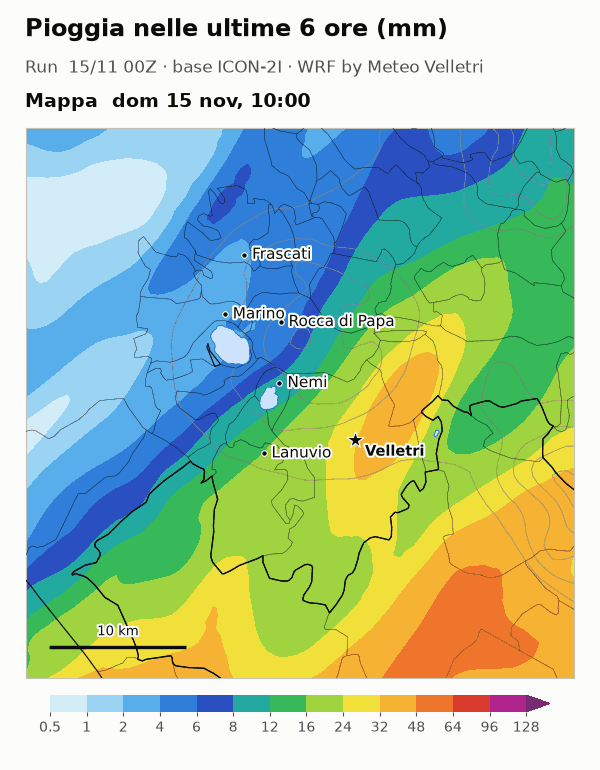 Pioggia nelle ultime 6 ore (mm)
Run  15/11 00Z · base ICON-2I · WRF by Meteo Velletri
Mappa  dom 15 nov, 10:00
Frascati
Marino
Rocca di Papa
Nemi
Velletri
Lanuvio
10 km
0.5 1 2 4 6 8 12 16 24 32 48 64 96 128